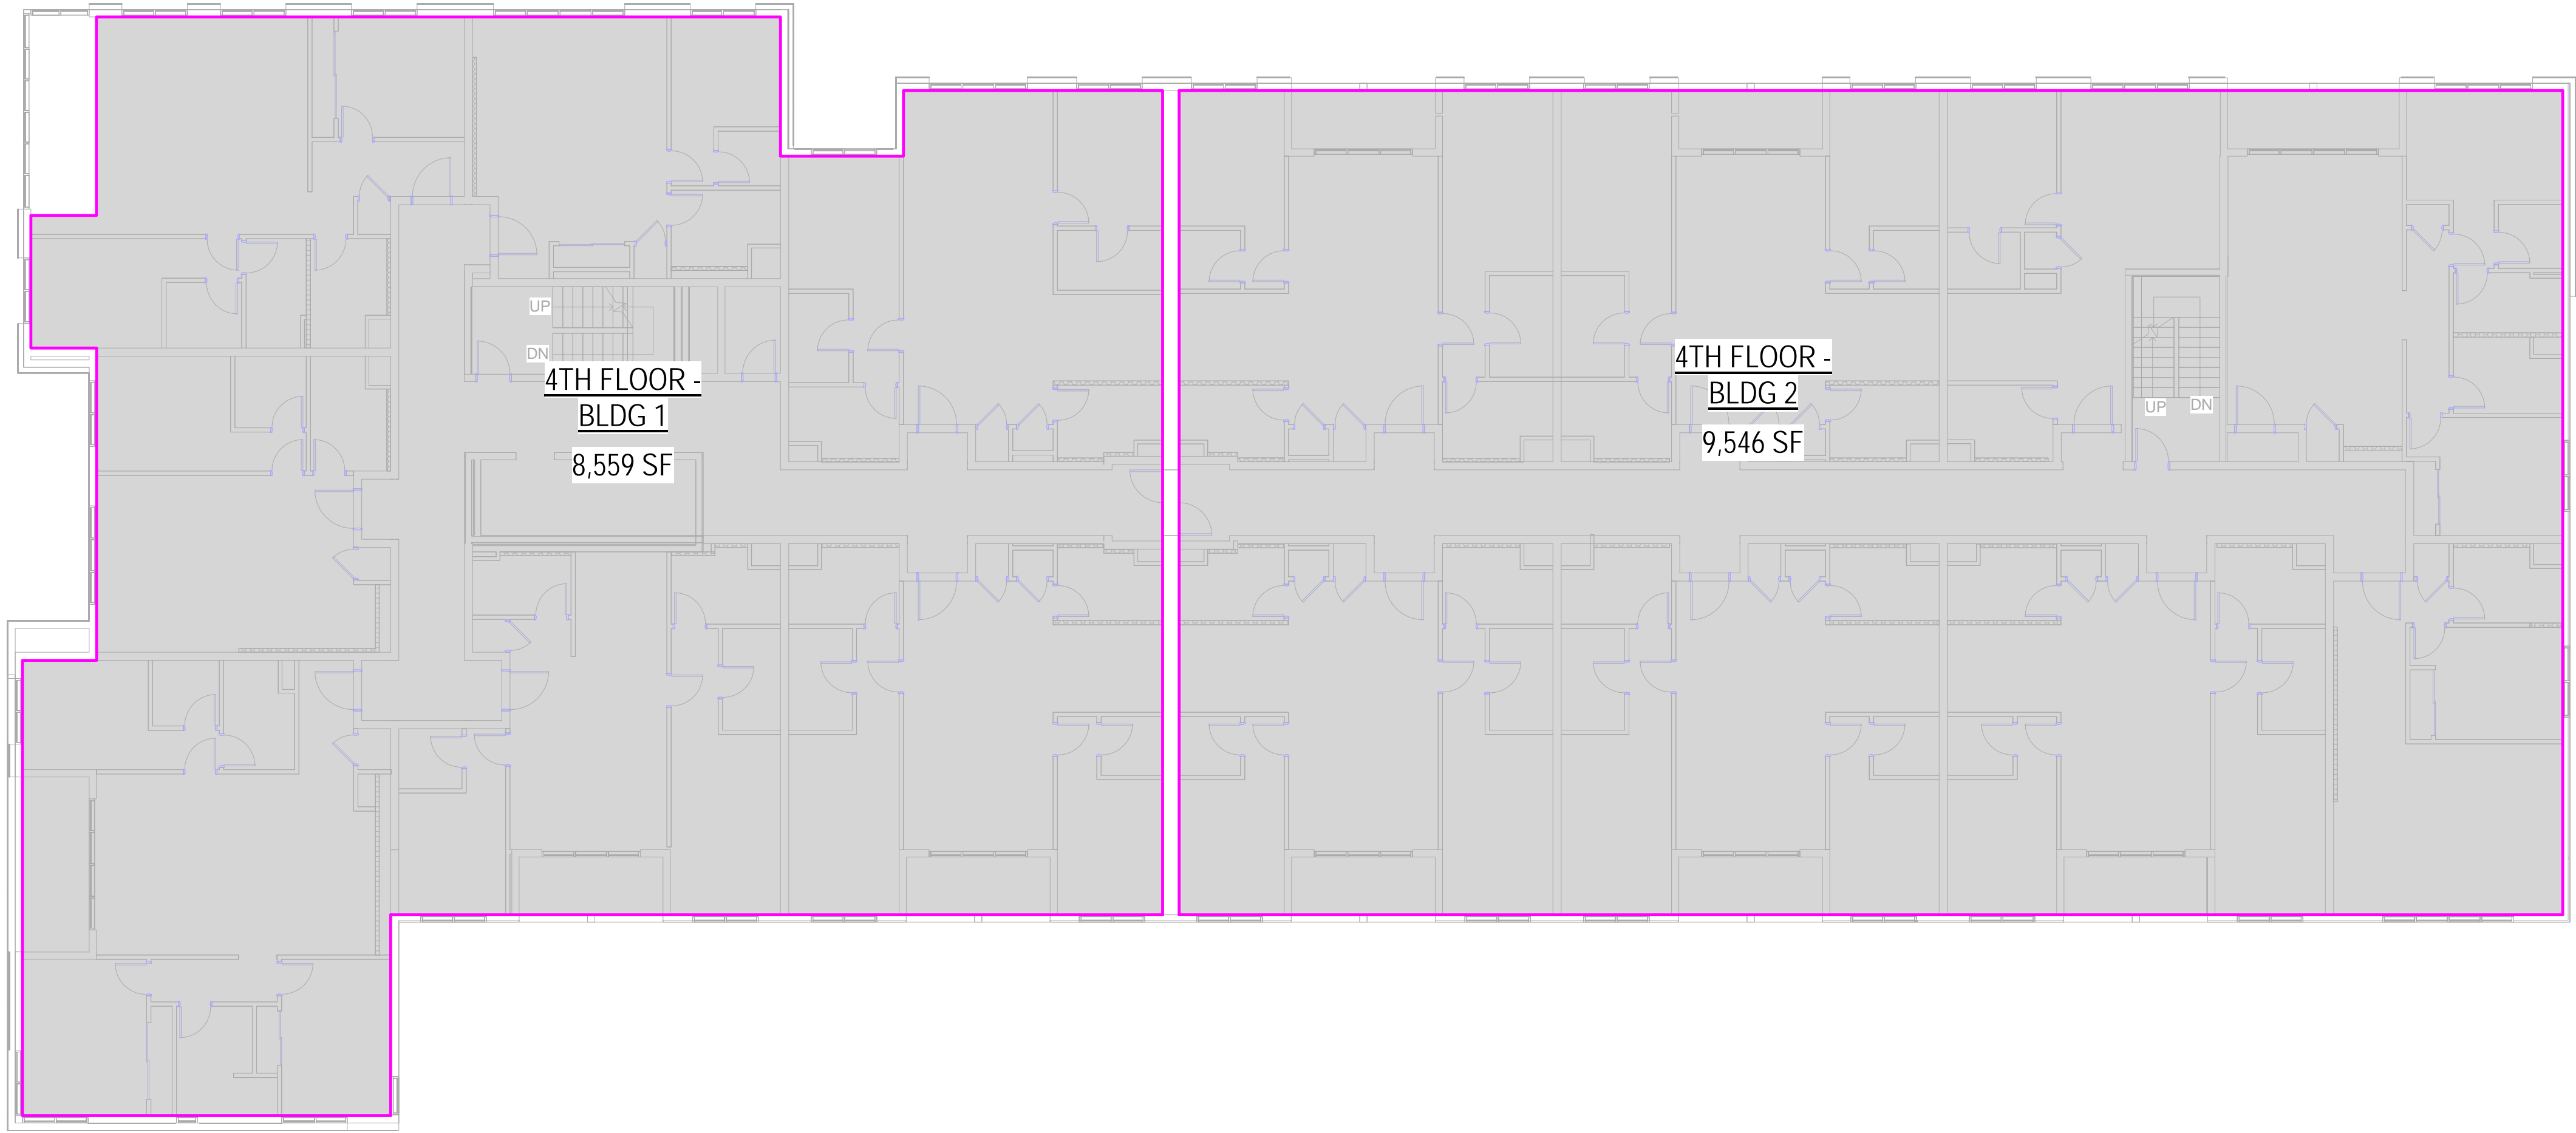 UP
DN
4TH FLOOR -
BLDG 1
8,559 SF
4TH FLOOR -
BLDG 2
9,546 SF
UP
DN